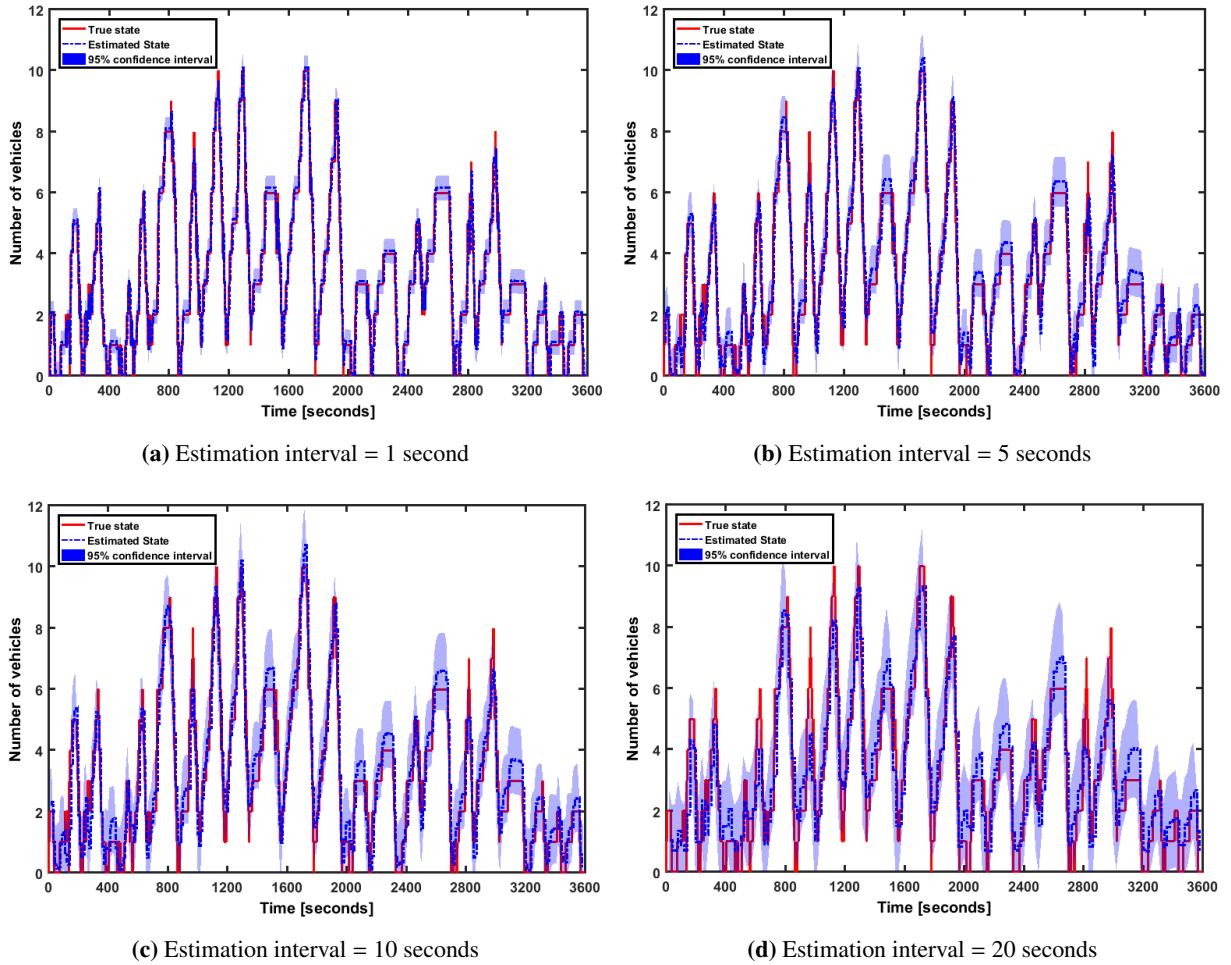 12
10
8
6
4
2
0
Number of vehicles
True state
Estimated State
95% confidence interval
0 400 800 1200 1600 2000 2400 2800 3200 3600
Time [seconds]
(a) Estimation interval = 1 second
12
10
8
6
4
2
0
Number of vehicles
True state
Estimated State
95% confidence interval
0 400 800 1200 1600 2000 2400 2800 3200 3600
Time [seconds]
(b) Estimation interval = 5 seconds
12
10
8
6
4
2
0
Number of vehicles
True state
Estimated State
95% confidence interval
0 400 800 1200 1600 2000 2400 2800 3200 3600
Time [seconds]
(c) Estimation interval = 10 seconds
12
10
8
6
4
2
0
Number of vehicles
True state
Estimated State
95% confidence interval
0 400 800 1200 1600 2000 2400 2800 3200 3600
Time [seconds]
(d) Estimation interval = 20 seconds